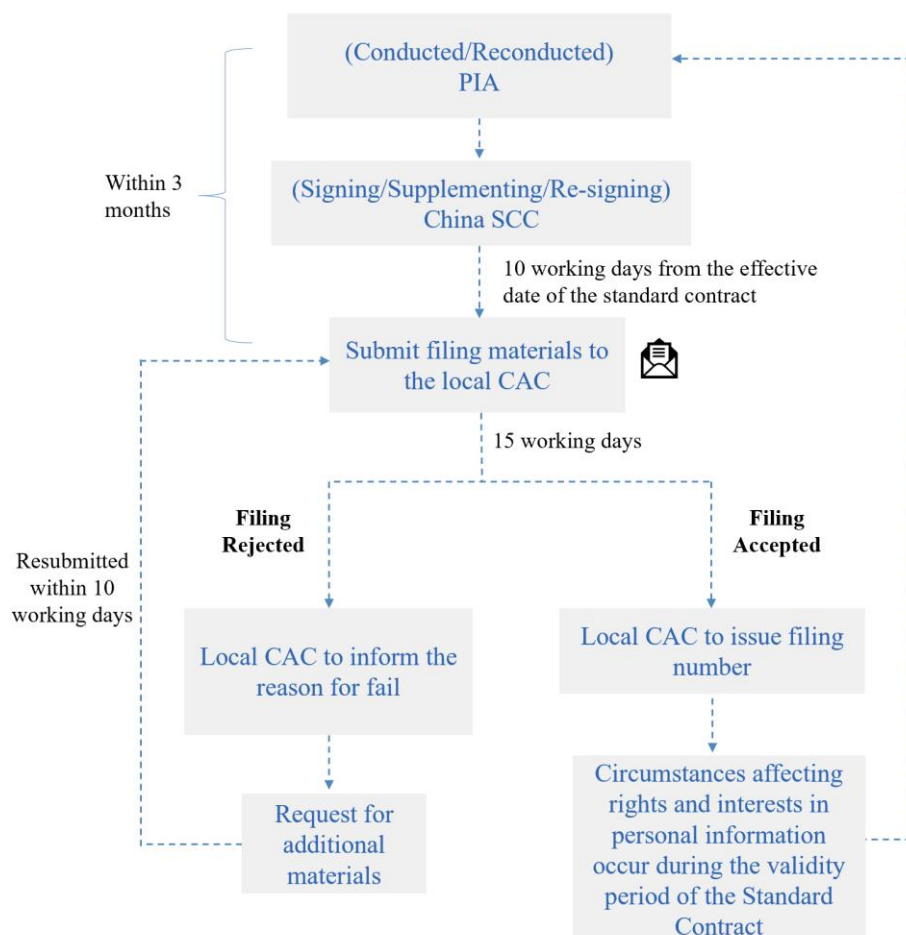 (Conducted/Reconducted)
PIA
Within 3
months
(Signing/Supplementing/Re-signing)
China SCC
10 working days from the effective
date of the standard contract
Submit filing materials to
the local CAC
15 working days
Filing
Rejected
Filing
Accepted
Resubmitted
within 10
working days
Local CAC to inform the
reason for fail
Local CAC to issue filing
number
Request for
additional
materials
Circumstances affecting
rights and interests in
personal information
occur during the validity
period of the Standard
Contract